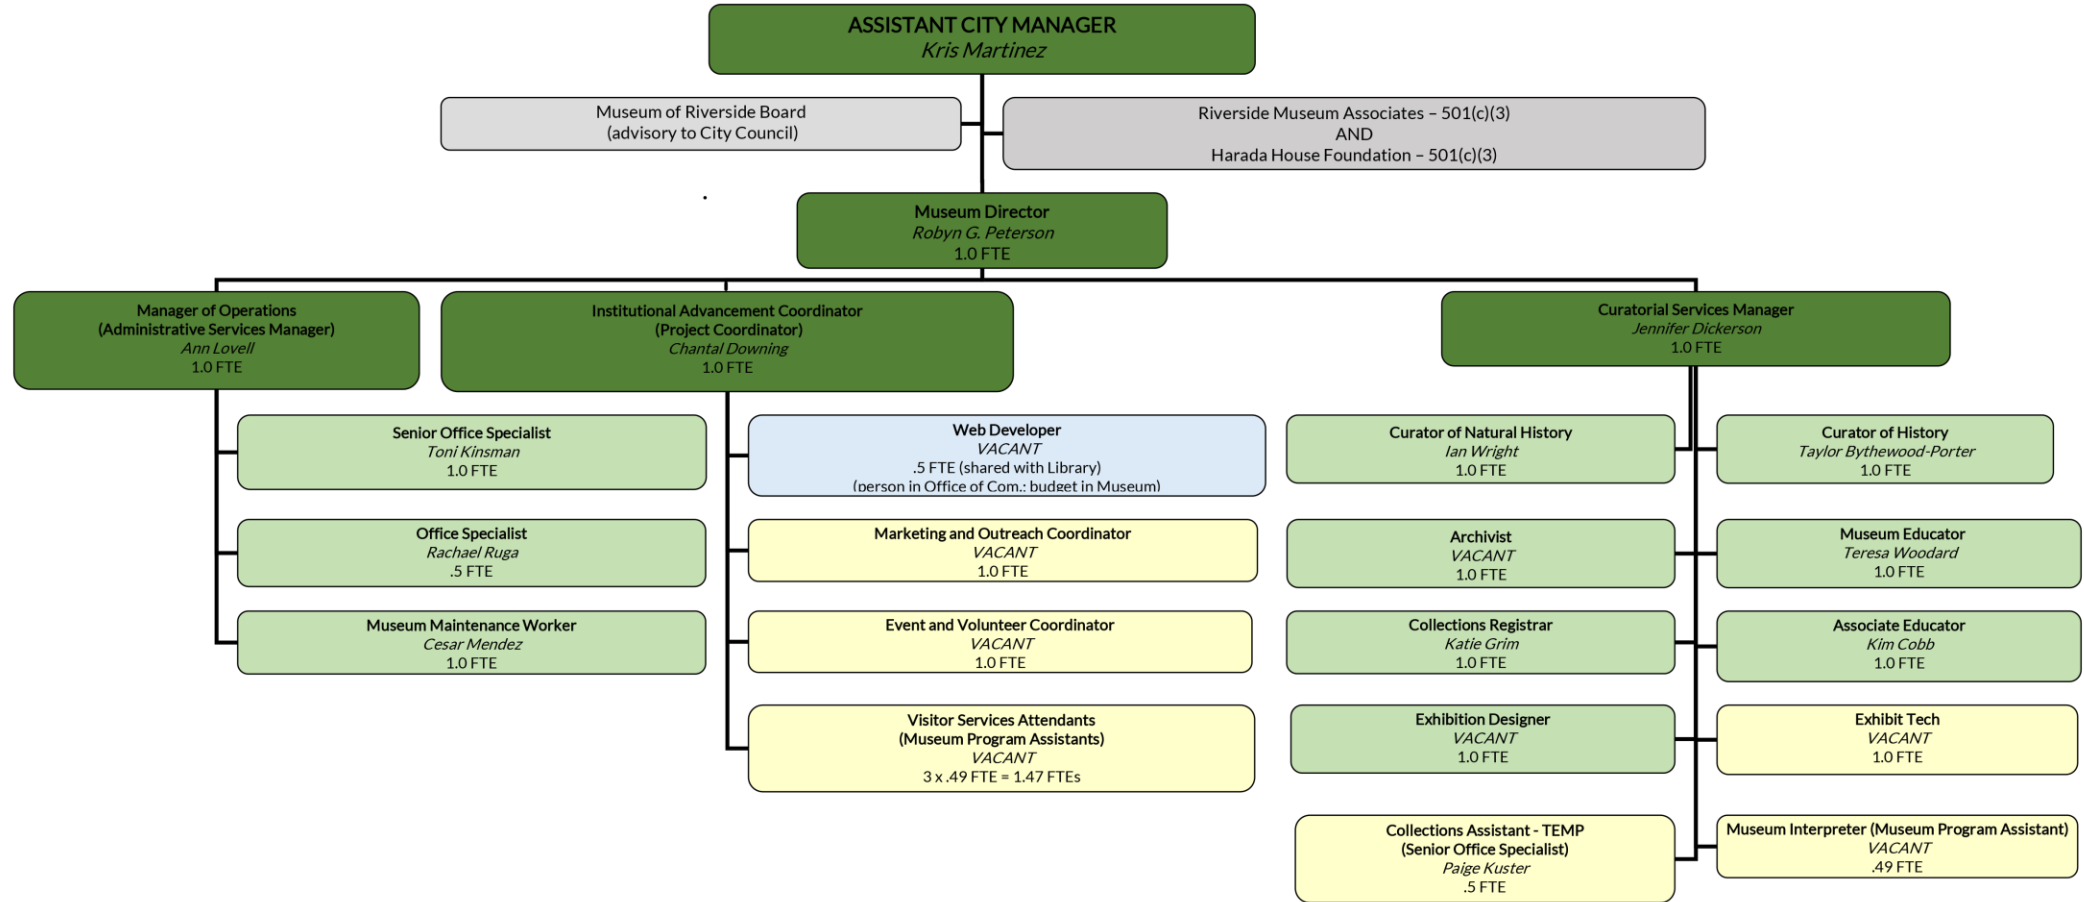 ASSISTANT CITY MANAGER
Kris Martinez
Museum of Riverside Board
(advisory to City Council)
Riverside Museum Associates – 501(c)(3)
AND
Harada House Foundation – 501(c)(3)
Museum Director
Robyn G. Peterson
1.0 FTE
Manager of Operations
(Administrative Services Manager)
Ann Lovell
1.0 FTE
Institutional Advancement Coordinator
(Project Coordinator)
Chantal Downing
1.0 FTE
Curatorial Services Manager
Jennifer Dickerson
1.0 FTE
Senior Office Specialist
Toni Kinsman
1.0 FTE
Office Specialist
Rachael Ruga
.5 FTE
Museum Maintenance Worker
Cesar Mendez
1.0 FTE
Web Developer
VACANT
.5 FTE (shared with Library)
(person in Office of Com.; budget in Museum)
Marketing and Outreach Coordinator
VACANT
1.0 FTE
Event and Volunteer Coordinator
VACANT
1.0 FTE
Visitor Services Attendants
(Museum Program Assistants)
VACANT
3 x .49 FTE = 1.47 FTEs
Curator of Natural History
Ian Wright
1.0 FTE
Archivist
VACANT
1.0 FTE
Collections Registrar
Katie Grim
1.0 FTE
Exhibition Designer
VACANT
1.0 FTE
Collections Assistant - TEMP
(Senior Office Specialist)
Paige Kuster
.5 FTE
Curator of History
Taylor Bythewood-Porter
1.0 FTE
Museum Educator
Teresa Woodard
1.0 FTE
Associate Educator
Kim Cobb
1.0 FTE
Exhibit Tech
VACANT
1.0 FTE
Museum Interpreter (Museum Program Assistant)
VACANT
.49 FTE